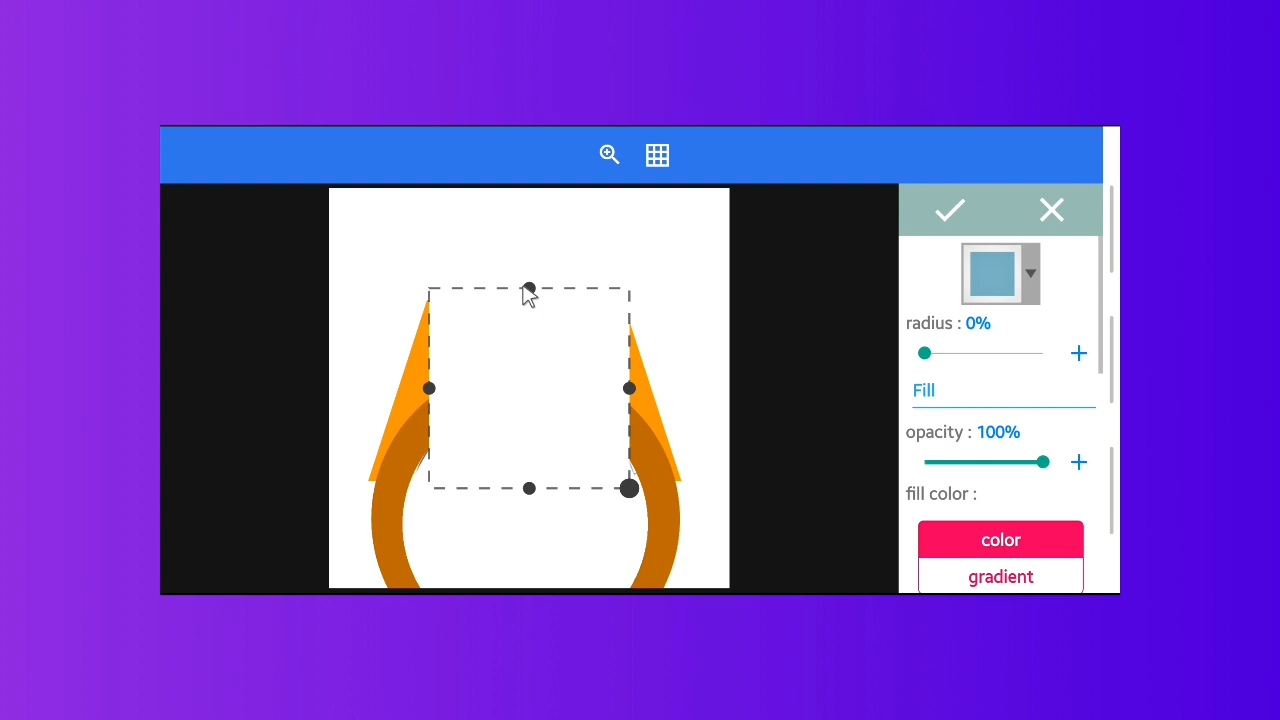 radius : 0%
Fill
opacity : 100%
fill color :
color
gradient